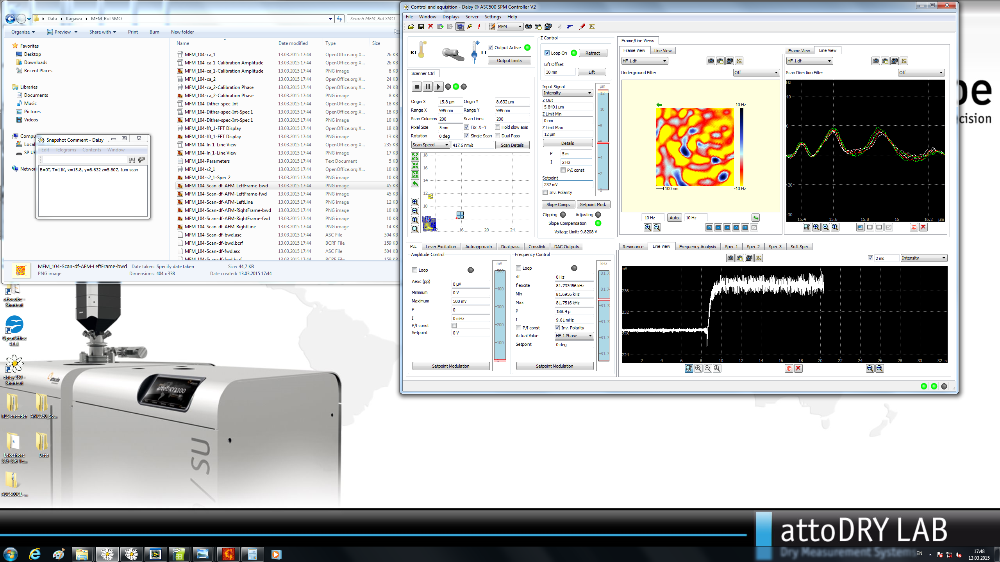 Data ▸ Kagawa ▸ MFM_RuLSMO
Search MFM_RuLSMO
Organize Preview Share with Print Burn New folder
Name Date modified Type Size
Favorites
Desktop
Downloads
Recent Places
Libraries
Documents
Music
Pictures
Videos
MFM_104-ca_1 13.03.2015 17:44 OpenOffice.org X... 26 KB
MFM_104-ca_1-Calibration Amplitude 13.03.2015 17:44 OpenOffice.org X... 26 KB
MFM_104-ca_1-Calibration Amplitude 13.03.2015 17:44 PNG image 8 KB
MFM_104-ca_2 13.03.2015 17:44 OpenOffice.org X... 24 KB
MFM_104-ca_2-Calibration Phase 13.03.2015 17:44 OpenOffice.org X... 24 KB
MFM_104-ca_2-Calibration Phase 13.03.2015 17:44 PNG image 8 KB
MFM_104-Dither-spec-Int 13.03.2015 17:44 OpenOffice.org X... 18 KB
MFM_104-Dither-spec-Int-Spec 1 13.03.2015 17:44 OpenOffice.org X... 18 KB
MFM_104-Dither-spec-Int-Spec 1 13.03.2015 17:44 PNG image 9 KB
MFM_104-fft_1-FFT Display 13.03.2015 17:44 OpenOffice.org X... 18 KB
MFM_104-fft_1-FFT Display 13.03.2015 17:44 PNG image 13 KB
MFM_104-ln_1-Line View 13.03.2015 17:44 OpenOffice.org X... 235 KB
MFM_104-ln_1-Line View 13.03.2015 17:44 PNG image 17 KB
MFM_104-Parameters 13.03.2015 17:44 Text Document 5 KB
MFM_104-s2_1 13.03.2015 17:44 OpenOffice.org X... 10 KB
MFM_104-s2_1-Spec 2 13.03.2015 17:44 PNG image 10 KB
MFM_104-Scan-df-AFM-LeftFrame-bwd 13.03.2015 17:44 PNG image 45 KB
MFM_104-Scan-df-AFM-LeftFrame-fwd 13.03.2015 17:44 PNG image 45 KB
MFM_104-Scan-df-AFM-LeftLine 13.03.2015 17:44 PNG image 12 KB
MFM_104-Scan-df-AFM-RightFrame-bwd 13.03.2015 17:44 PNG image 10 KB
MFM_104-Scan-df-AFM-RightFrame-fwd 13.03.2015 17:44 PNG image 10 KB
MFM_104-Scan-df-AFM-RightLine 13.03.2015 17:44 PNG image 14 KB
MFM_104-Scan-df-bwd.asc 13.03.2015 17:44 ASC File 504 KB
MFM_104-Scan-df-bwd.bcrf 13.03.2015 17:44 BCRF File 159 KB
MFM_104-Scan-df-fwd.asc 13.03.2015 17:44 ASC File 504 KB
MFM_104-Scan-df-fwd.bcrf 13.03.2015 17:44 BCRF File 159 KB
Snapshot Comment - Daisy
Edit Telegrams Contents Window
B=0T, T=11K, x=15.8, y=8.632 z=5.807, 1um-scan
MFM_104-Scan-df-AFM-LeftFrame-bwd Date taken: Specify date taken Size: 44,7 KB
PNG image Dimensions: 404 x 338 Date created: 13.03.2015 17:44
Control and aquisition - Daisy @ ASC500 SPM Controller V2
File Window Displays Server Settings Help
MFM
RT LT Output Active
Output Limits
Scanner Ctrl
Origin X 15.8 µm Origin Y 8.632 µm
Range X 999 nm Range Y 999 nm
Scan Columns 200 Scan Lines 200
Pixel Size 5 nm Fix X=Y Hold slow axis
Rotation 0 deg Single Scan Dual Pass
Scan Speed 417.6 nm/s Scan Details
18
16
14
12
10
16 20 24
Z Control
Loop On Retract
Lift Offset
30 nm Lift
Input Signal
Intensity
Z Out
5.8491 µm
Z Limit Min
0 nm
Z Limit Max
12 µm
Details
P 5 m
I 2 Hz
P/I const
Setpoint
237 mV
Inv. Polarity
Slope Comp. Setpoint Mod.
Clipping Adjusting
Slope Compensation
Voltage Limit: 9.8208 V
µm
12
10
8
6
4
2
0
Frame/Line Views
Frame View Line View
HF 1 df
Underground Filter Off
10 Hz
100 nm -10 Hz
-10 Hz Auto 10 Hz
Frame View Line View
HF 1 df
Scan Direction Filter Off
Hz
10
0
-10
-20
-30
15.4 15.6 15.8 16 16.2 µm
PLL Lever Excitation Autoapproach Dual pass Crosslink DAC Outputs
Amplitude Control
Loop
Aexc (pp) 0 µV
Minimum 0 V
Maximum 500 mV
P 0
I 0 mHz
P/I const
Setpoint 0 V
Setpoint Modulation
mV
500
400
300
200
100
Frequency Control
Loop
df 0 Hz
f excite 81.733456 kHz
Min 81.6956 kHz
Max 81.7516 kHz
P 188.4 µ
I 9.61 mHz
P/I const Inv. Polarity
Actual Value HF 1 Phase
Setpoint 0 deg
Setpoint Modulation
kHz
Resonance Line View Frequency Analysis Spec 1 Spec 2 Spec 3 Soft Spec
2 ms Intensity
mV
236
232
228
224
2 4 6 8 10 12 14 16 18 20 22 24 26 28 30 32 s
attocube - Shortcut
OpenOffice 4.1.1
daisy 350 - Shortcut
RES encoder
ANC350_So...
Lakeshore 335-336 Te...
Data
ASC500CL-...
attocube
attoDRY1100
be
cision
attoDRY LAB
Dry Measurement Systems
EN
17:48
13.03.2015